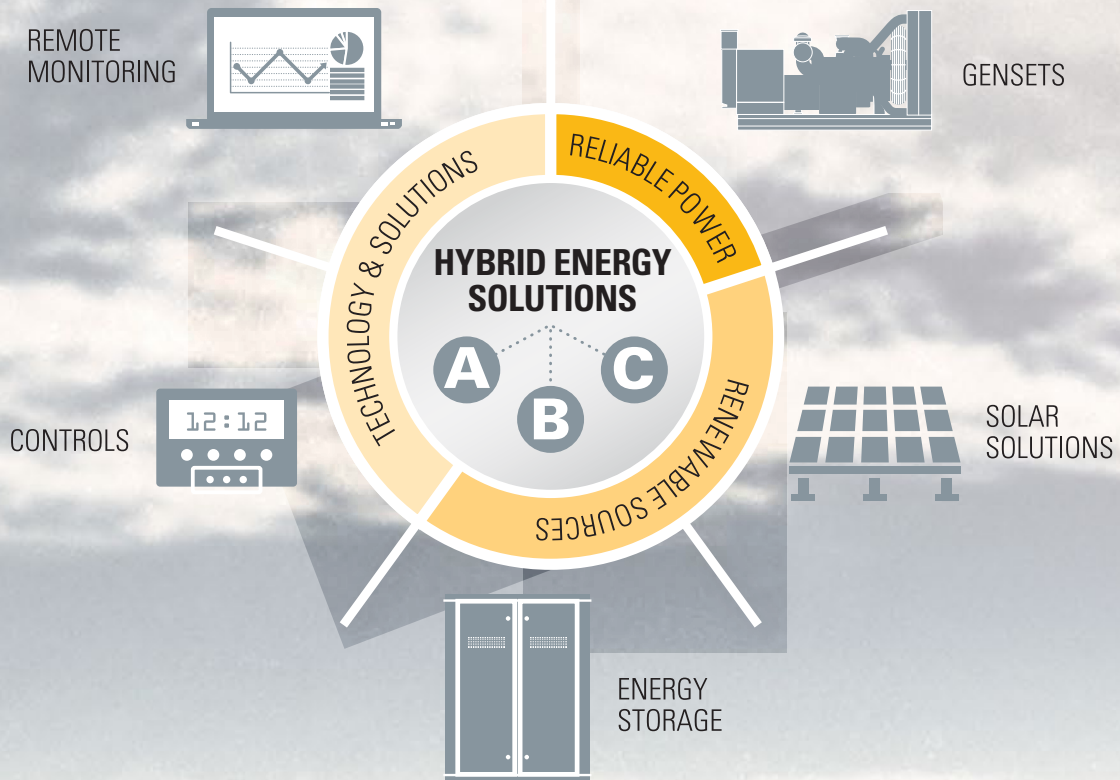 REMOTE
MONITORING
GENSETS
TECHNOLOGY & SOLUTIONS
RELIABLE POWER
HYBRID ENERGY
SOLUTIONS
A
B
C
RENEWABLE SOURCES
CONTROLS
12:12
SOLAR
SOLUTIONS
ENERGY
STORAGE